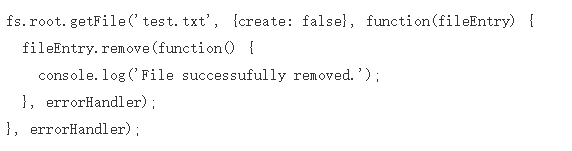 fs.root.getFile('test.txt', {create: false}, function(fileEntry) {
  fileEntry.remove(function() {
    console.log('File successufully removed.');
  }, errorHandler);
}, errorHandler);